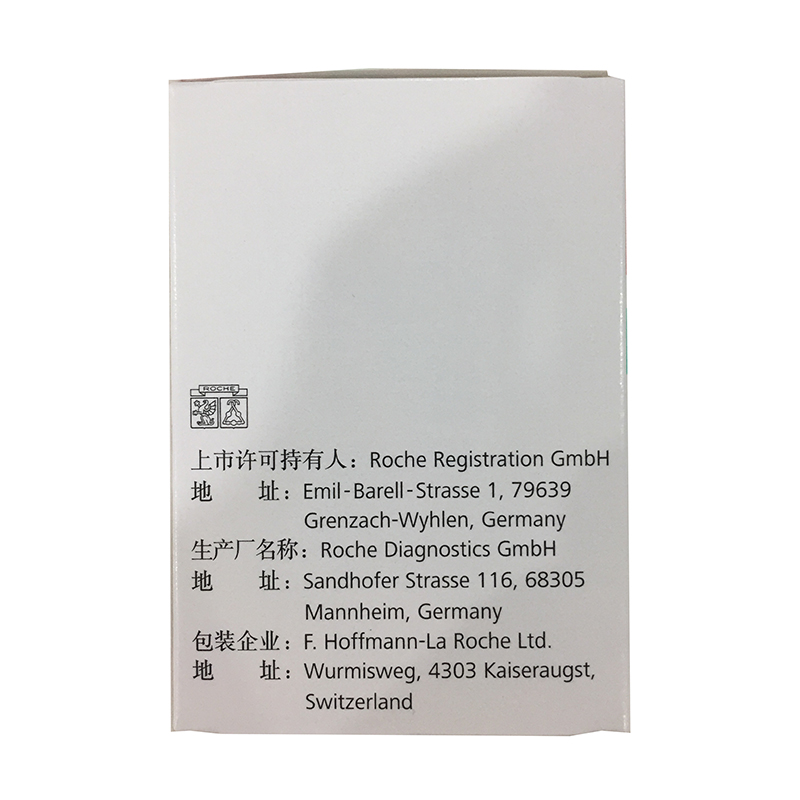 ROCHE
上市许可持有人：Roche Registration GmbH
地 址：Emil-Barell-Strasse 1, 79639
Grenzach-Wyhlen, Germany
生产厂名称：Roche Diagnostics GmbH
地 址：Sandhofer Strasse 116, 68305
Mannheim, Germany
包装企业：F. Hoffmann-La Roche Ltd.
地 址：Wurmisweg, 4303 Kaiseraugst,
Switzerland